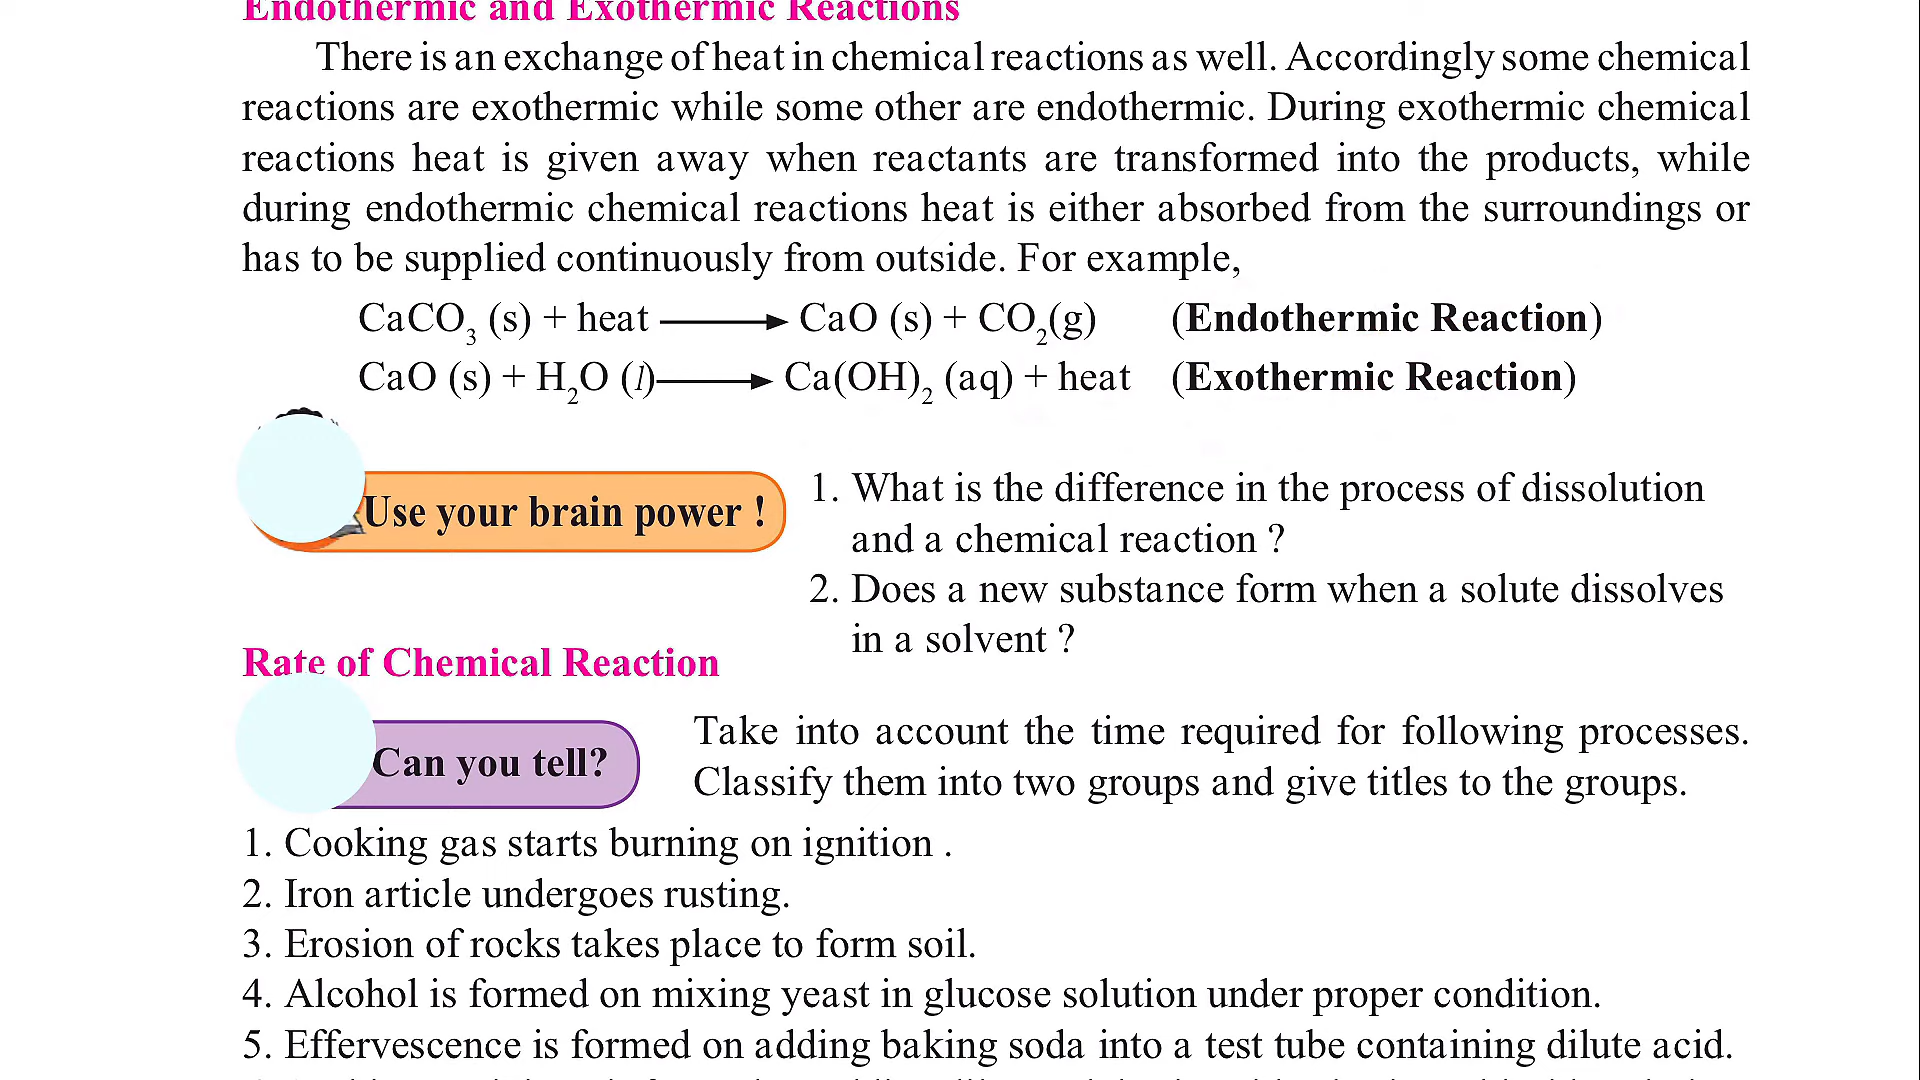 Endothermic and Exothermic Reactions
There is an exchange of heat in chemical reactions as well. Accordingly some chemical
reactions are exothermic while some other are endothermic. During exothermic chemical
reactions heat is given away when reactants are transformed into the products, while
during endothermic chemical reactions heat is either absorbed from the surroundings or
has to be supplied continuously from outside. For example,
CaCO₃ (s) + heat ⟶ CaO (s) + CO₂(g) (Endothermic Reaction)
CaO (s) + H₂O (l) ⟶ Ca(OH)₂ (aq) + heat (Exothermic Reaction)
Use your brain power !
1. What is the difference in the process of dissolution
and a chemical reaction ?
2. Does a new substance form when a solute dissolves
in a solvent ?
Rate of Chemical Reaction
Can you tell?
Take into account the time required for following processes.
Classify them into two groups and give titles to the groups.
1. Cooking gas starts burning on ignition .
2. Iron article undergoes rusting.
3. Erosion of rocks takes place to form soil.
4. Alcohol is formed on mixing yeast in glucose solution under proper condition.
5. Effervescence is formed on adding baking soda into a test tube containing dilute acid.